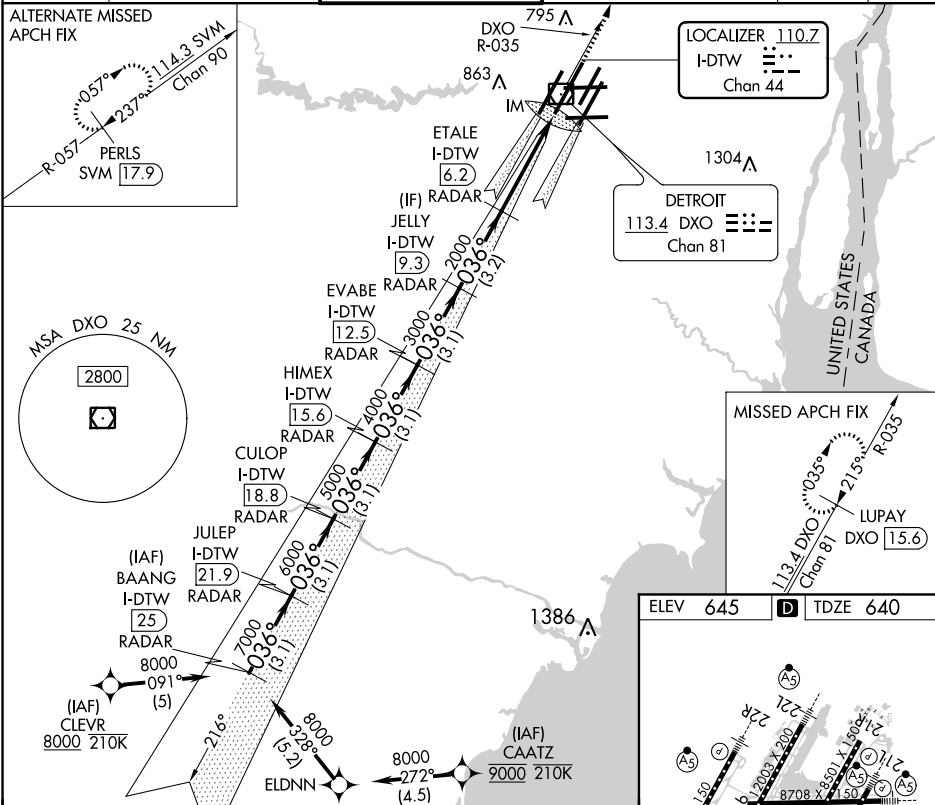 ALTERNATE MISSED
APCH FIX
057°
237°
114.3 SVM
Chan 90
R-057
PERLS
SVM 17.9
795
DXO
R-035
863
IM
LOCALIZER 110.7
I-DTW
Chan 44
1304
DETROIT
113.4 DXO
Chan 81
UNITED STATES
CANADA
ETALE
I-DTW
6.2
RADAR
(IF)
JELLY
I-DTW
9.3
RADAR
2000
036°
(3.2)
EVABE
I-DTW
12.5
RADAR
3000
036°
(3.1)
HIMEX
I-DTW
15.6
RADAR
4000
036°
(3.1)
CULOP
I-DTW
18.8
RADAR
5000
036°
(3.1)
JULEP
I-DTW
21.9
RADAR
6000
036°
(3.1)
(IAF)
BAANG
I-DTW
25
RADAR
7000
036°
(3.1)
MSA DXO 25 NM
2800
8000
091°
(5)
(IAF)
CLEVR
8000 210K
216°
8000
328°
(5.2)
ELDNN
8000
272°
(4.5)
(IAF)
CAATZ
9000 210K
1386
MISSED APCH FIX
R-035
035°
215°
113.4 DXO
Chan 81
LUPAY
DXO 15.6
ELEV 645
D
TDZE 640
A5
22R
22L
12003 X 200
8501 X 150
21R
21L
A5
A5
A5
P
P
150
8708 X 150